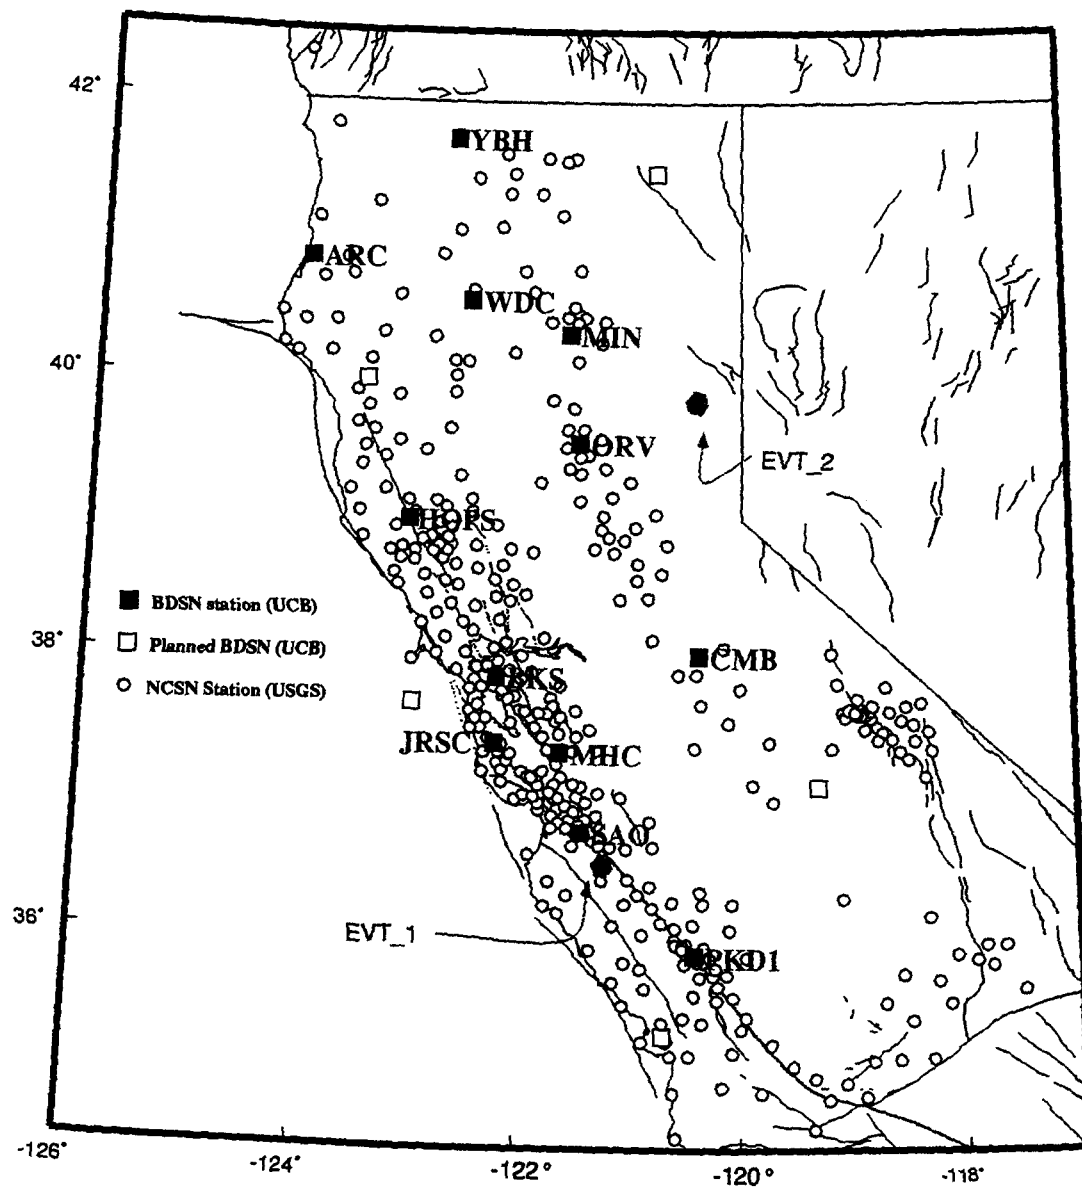 42°
YBH
ARC
WDC
MIN
40°
ORV
EVT_2
HOPS
BDSN station (UCB)
38°
Planned BDSN (UCB)
CMB
BKS
NCSN Station (USGS)
JRSC
MHC
SAO
36°
EVT_1
PKD1
-126°
-124°
-122°
-120°
-118°